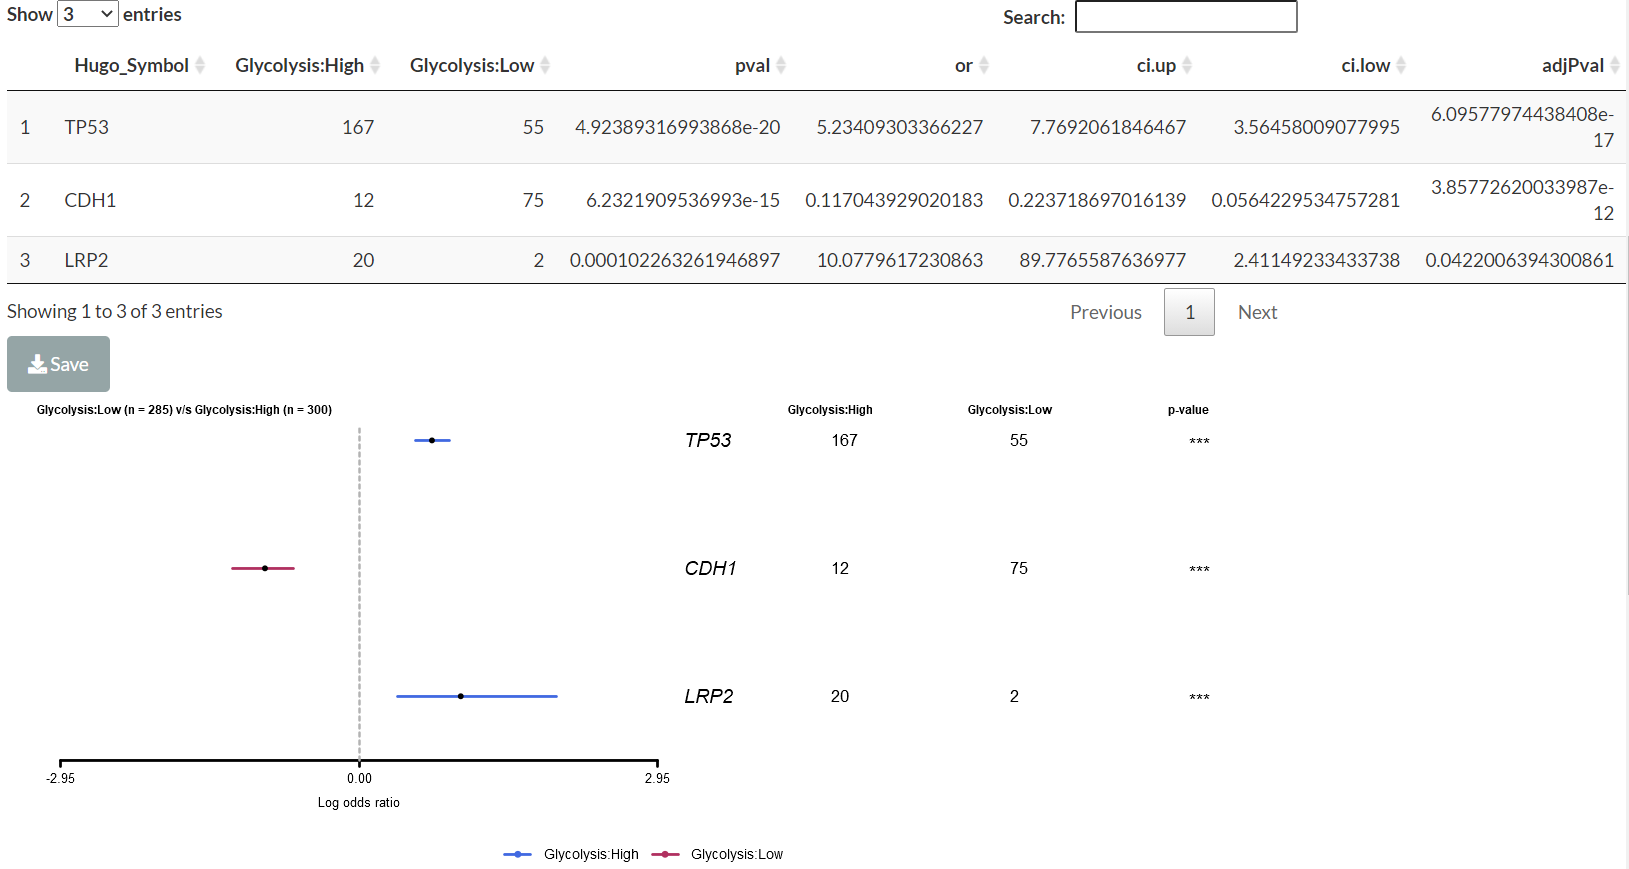 Show 3 entries Search:
Hugo_Symbol Glycolysis:High Glycolysis:Low pval or ci.up ci.low adjPval
1 TP53 167 55 4.92389316993868e-20 5.23409303366227 7.7692061846467 3.56458009077995 6.09577974438408e-
17
2 CDH1 12 75 6.2321909536993e-15 0.117043929020183 0.223718697016139 0.0564229534757281 3.85772620033987e-
12
3 LRP2 20 2 0.000102263261946897 10.0779617230863 89.7765587636977 2.41149233433738 0.0422006394300861
Showing 1 to 3 of 3 entries Previous 1 Next
Save
Glycolysis:Low (n = 285) v/s Glycolysis:High (n = 300) Glycolysis:High Glycolysis:Low p-value
TP53 167 55 ***
CDH1 12 75 ***
LRP2 20 2 ***
-2.95 0.00 2.95
Log odds ratio
Glycolysis:High Glycolysis:Low